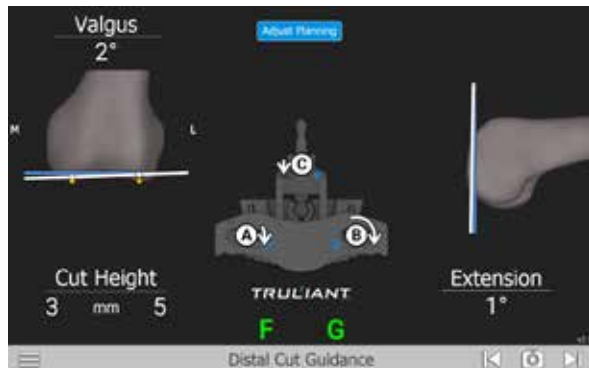 Valgus
2°
Adjust Planning
M
L
C
A
B
Cut Height
3 mm 5
TRULIANT
Extension
1°
F G
Distal Cut Guidance